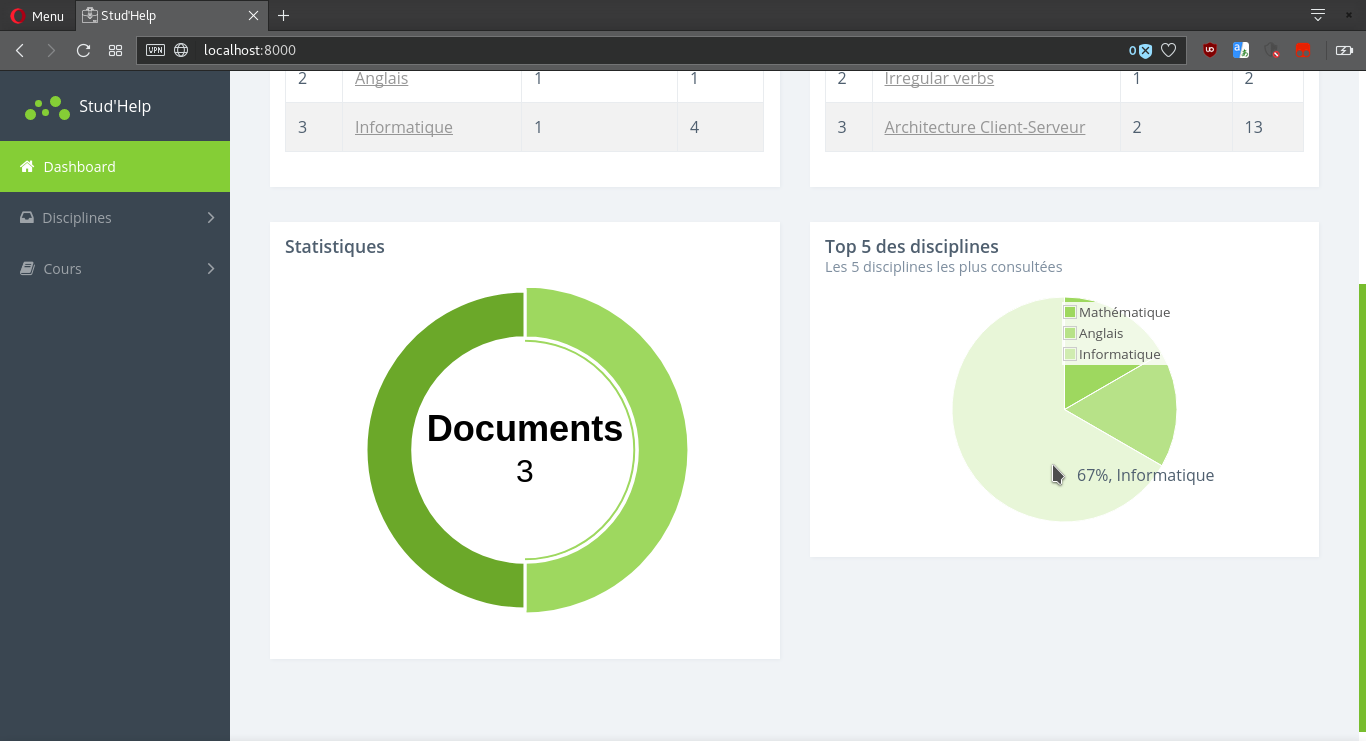 Menu
Stud'Help
VPN
localhost:8000
0
Stud'Help
Dashboard
Disciplines
Cours
2 Anglais 1 1
3 Informatique 1 4
2 Irregular verbs 1 2
3 Architecture Client-Serveur 2 13
Statistiques
Documents
3
Top 5 des disciplines
Les 5 disciplines les plus consultées
Mathématique
Anglais
Informatique
67%, Informatique